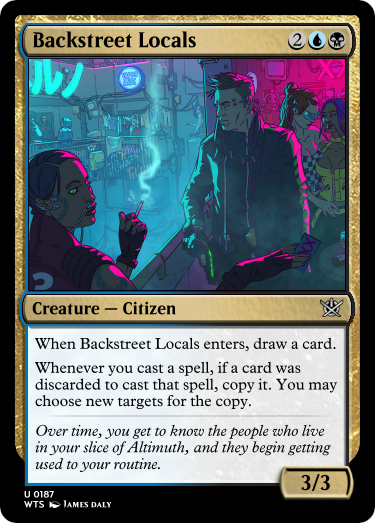 Backstreet Locals 2
ルノ
Creature — Citizen
When Backstreet Locals enters, draw a card.
Whenever you cast a spell, if a card was
discarded to cast that spell, copy it. You may
choose new targets for the copy.
Over time, you get to know the people who live
in your slice of Altimuth, and they begin getting
used to your routine.
3/3
U 0187
WTS JAMES DALY